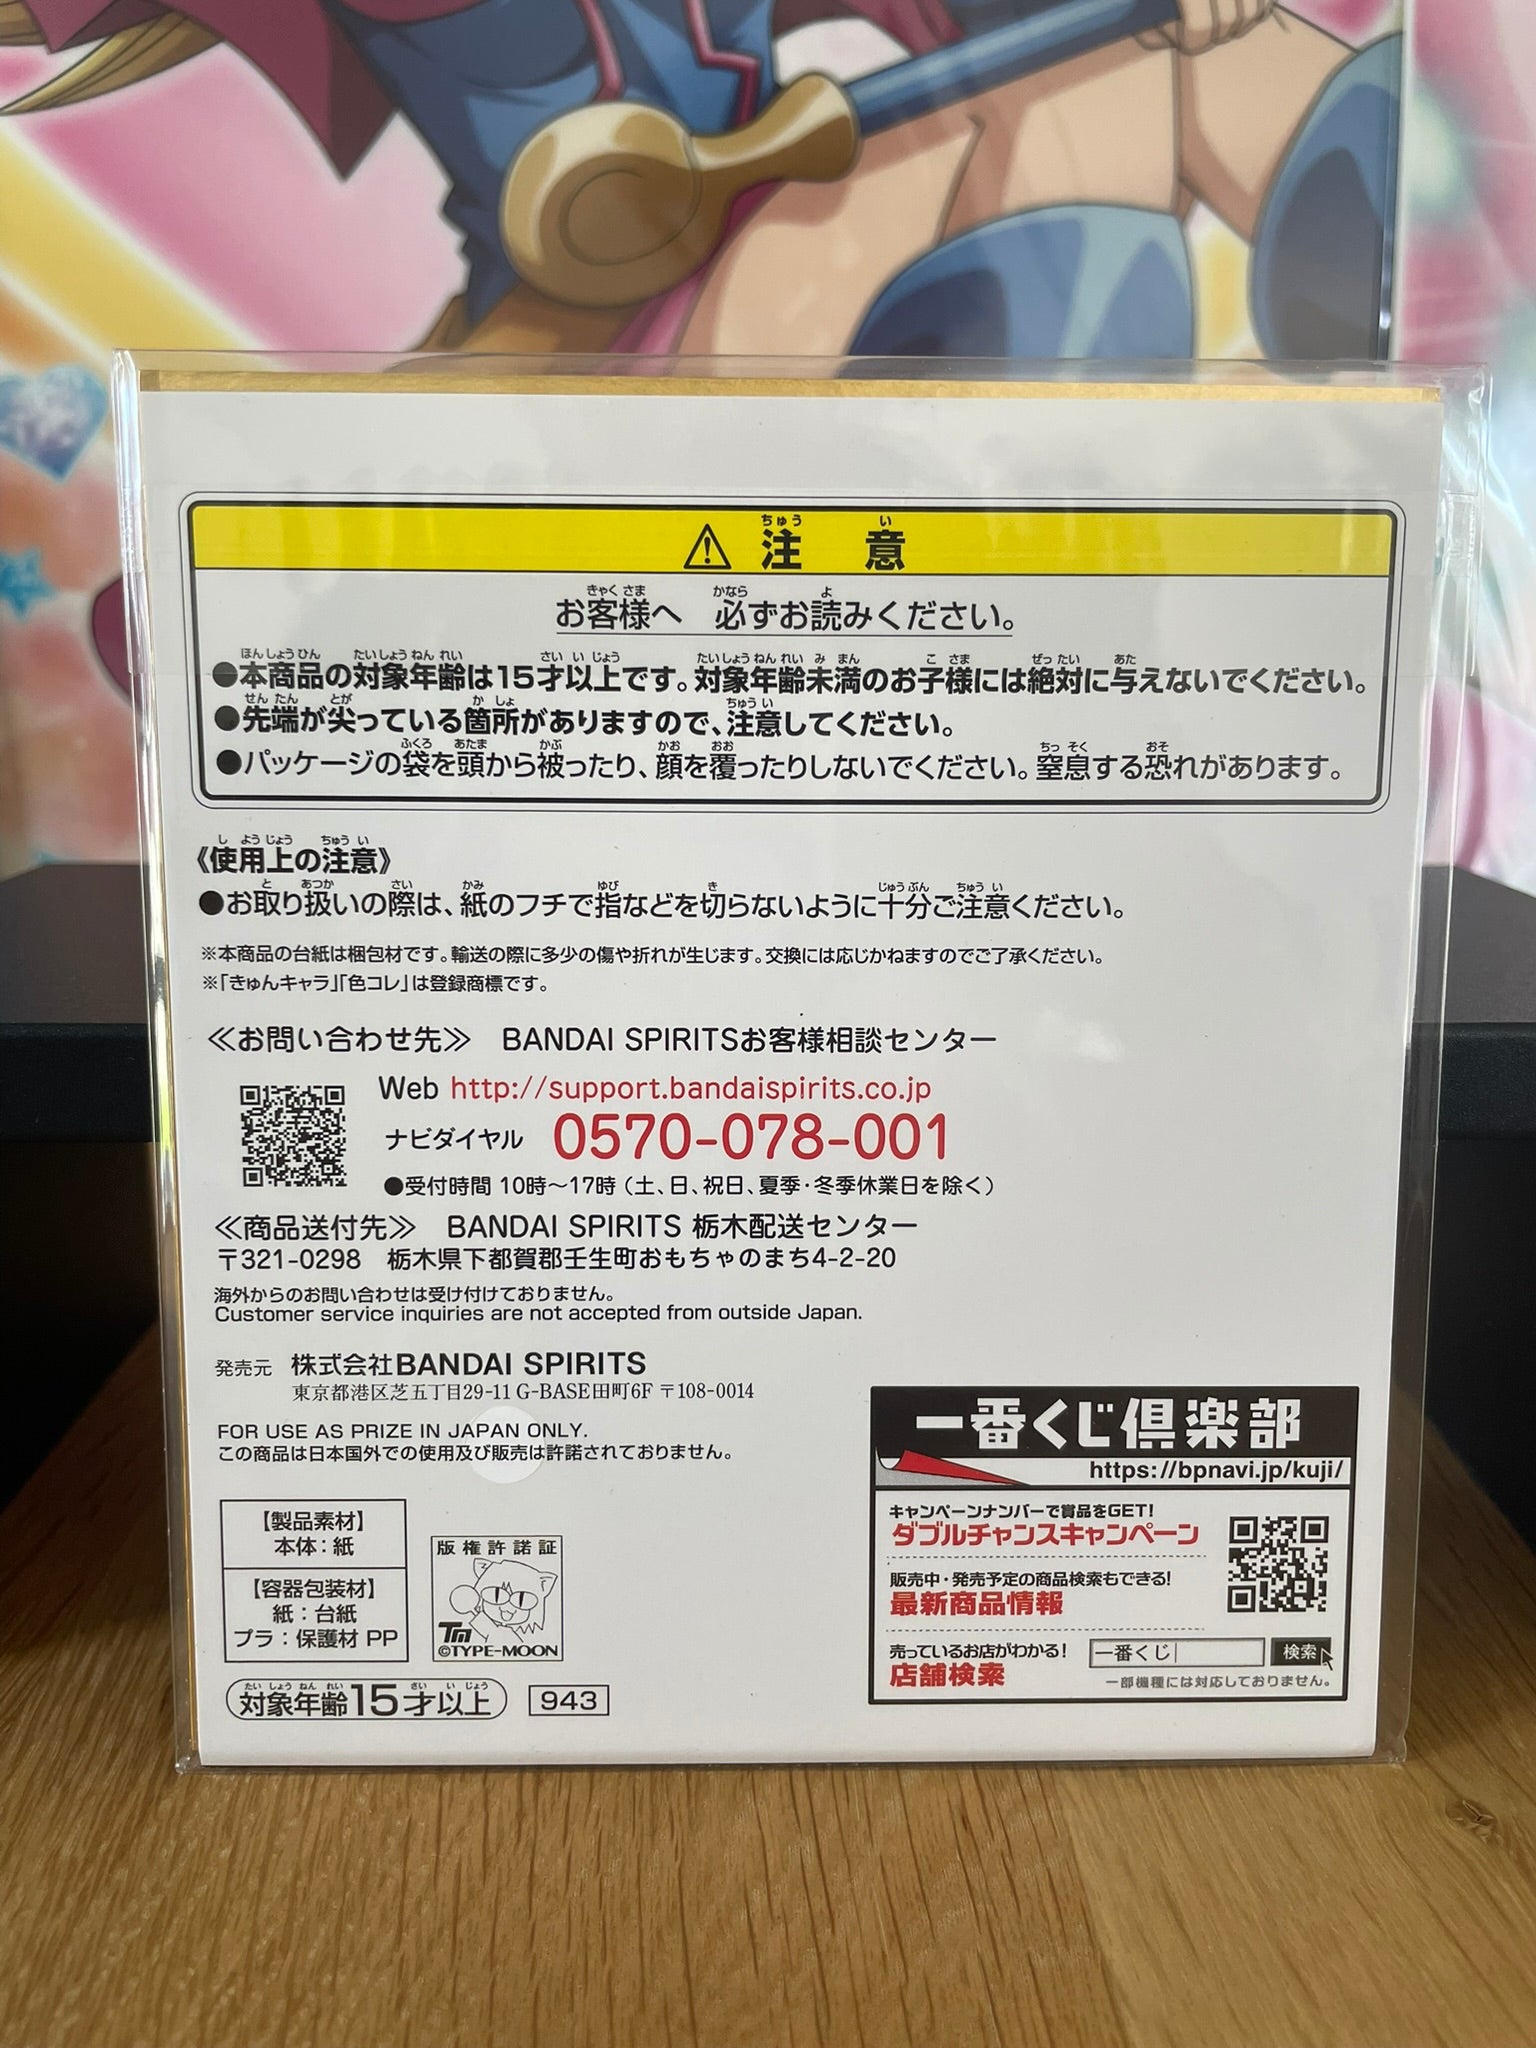 ⚠ 注意
お客様へ 必ずお読みください。
●本商品の対象年齢は15才以上です。対象年齢未満のお子様には絶対に与えないでください。
●先端が尖っている箇所がありますので、注意してください。
●パッケージの袋を頭から被ったり、顔を覆ったりしないでください。窒息する恐れがあります。
《使用上の注意》
●お取り扱いの際は、紙のフチで指などを切らないように十分ご注意ください。
※本商品の台紙は梱包材です。輸送の際に多少の傷や折れが生じます。交換には応じかねますのでご了承ください。
※「きゅんキャラ」「色コレ」は登録商標です。
≪お問い合わせ先≫ BANDAI SPIRITSお客様相談センター
Web http://support.bandaispirits.co.jp
ナビダイヤル 0570-078-001
●受付時間 10時～17時（土、日、祝日、夏季・冬季休業日を除く）
≪商品送付先≫ BANDAI SPIRITS 栃木配送センター
〒321-0298 栃木県下都賀郡壬生町おもちゃのまち4-2-20
海外からのお問い合わせは受け付けておりません。
Customer service inquiries are not accepted from outside Japan.
発売元 株式会社BANDAI SPIRITS
東京都港区芝五丁目29-11 G-BASE田町6F 〒108-0014
FOR USE AS PRIZE IN JAPAN ONLY.
この商品は日本国外での使用及び販売は許諾されておりません。
【製品素材】
本体：紙
【容器包装材】
紙：台紙
プラ：保護材 PP
版権許諾証
TM
©TYPE-MOON
対象年齢15才以上
943
一番くじ倶楽部
https://bpnavi.jp/kuji/
キャンペーンナンバーで賞品をGET!
ダブルチャンスキャンペーン
販売中・発売予定の商品検索もできる!
最新商品情報
売っているお店がわかる!
店舗検索
一番くじ 検索
一部機種には対応しておりません。